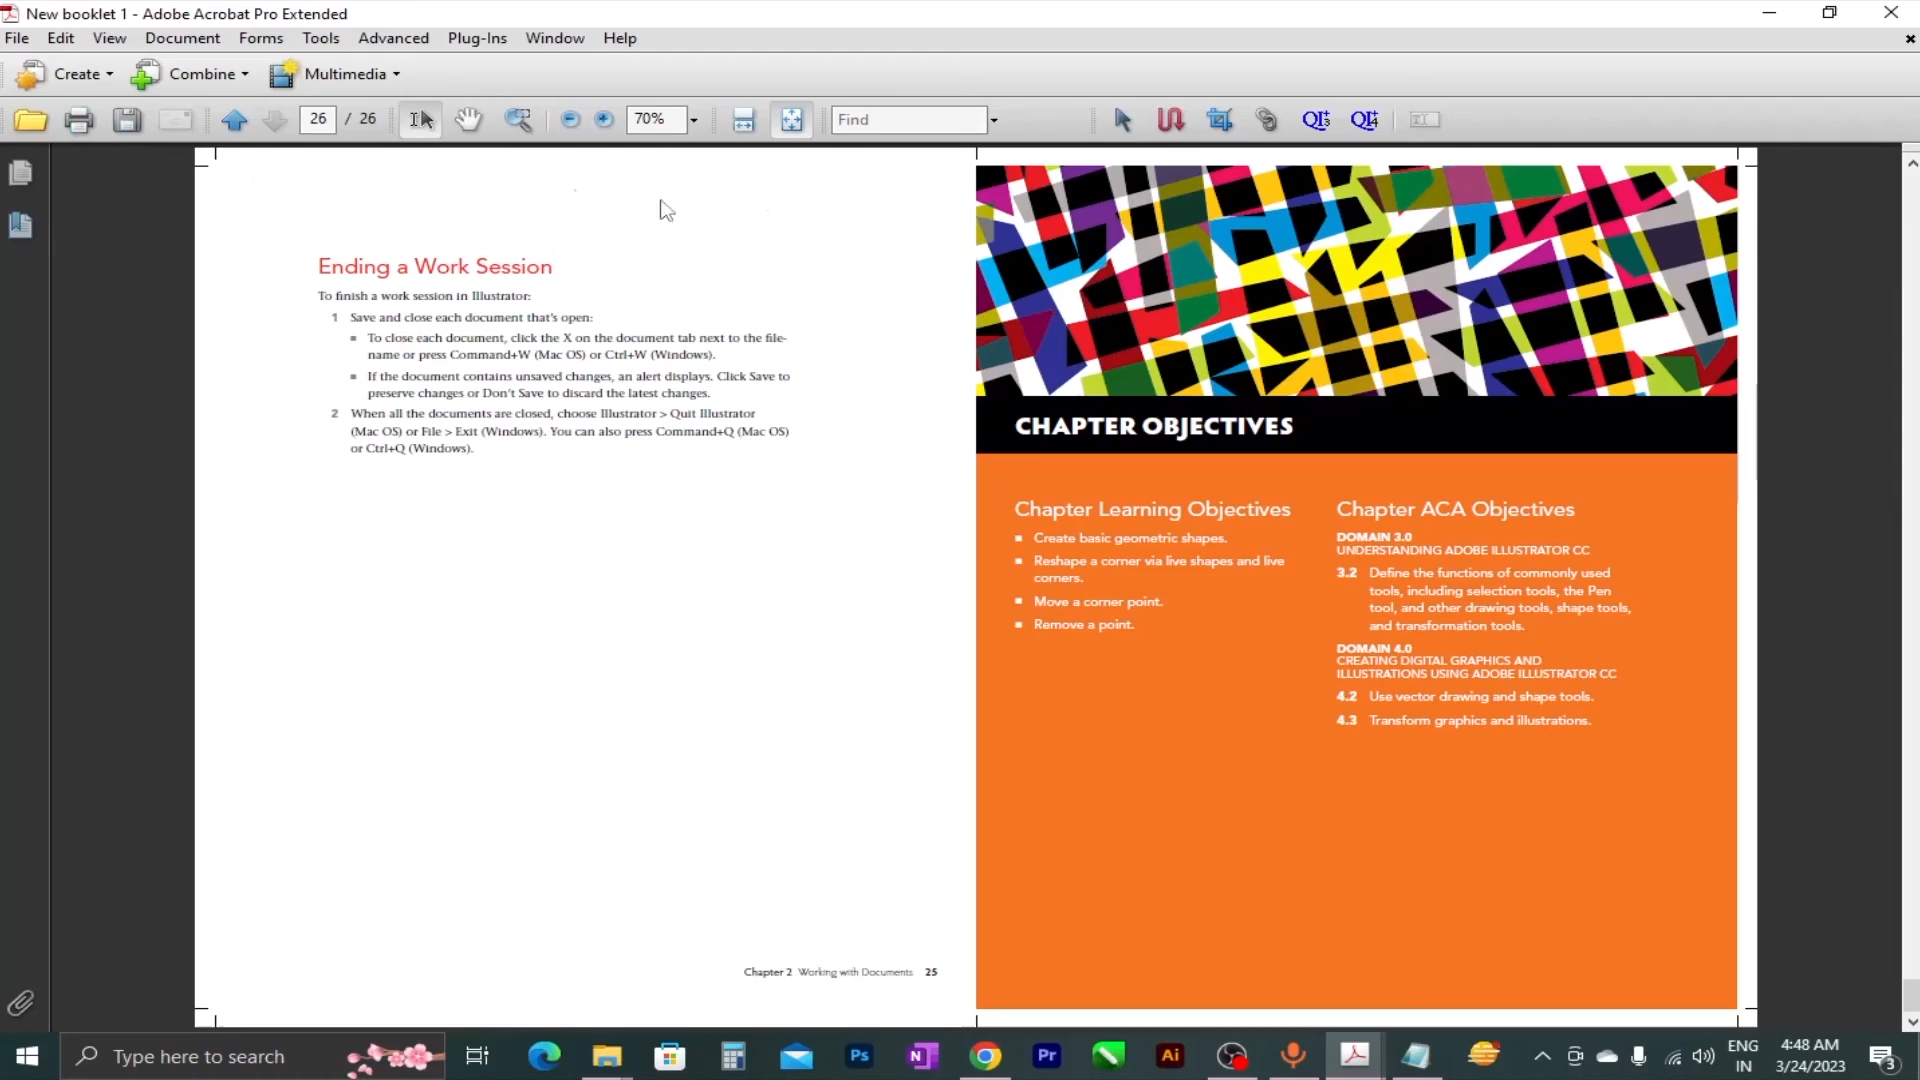 New booklet 1 - Adobe Acrobat Pro Extended
File Edit View Document Forms Tools Advanced Plug-Ins Window Help
Create Combine Multimedia
26 / 26 70% Find
Ending a Work Session
To finish a work session in Illustrator:
1 Save and close each document that's open:
■ To close each document, click the X on the document tab next to the file-
name or press Command+W (Mac OS) or Ctrl+W (Windows).
■ If the document contains unsaved changes, an alert displays. Click Save to
preserve changes or Don't Save to discard the latest changes.
2 When all the documents are closed, choose Illustrator > Quit Illustrator
(Mac OS) or File > Exit (Windows). You can also press Command+Q (Mac OS)
or Ctrl+Q (Windows).
Chapter 2 Working with Documents 25
CHAPTER OBJECTIVES
Chapter Learning Objectives
■ Create basic geometric shapes.
■ Reshape a corner via live shapes and live
corners.
■ Move a corner point.
■ Remove a point.
Chapter ACA Objectives
DOMAIN 3.0
UNDERSTANDING ADOBE ILLUSTRATOR CC
3.2 Define the functions of commonly used
tools, including selection tools, the Pen
tool, and other drawing tools, shape tools,
and transformation tools.
DOMAIN 4.0
CREATING DIGITAL GRAPHICS AND
ILLUSTRATIONS USING ADOBE ILLUSTRATOR CC
4.2 Use vector drawing and shape tools.
4.3 Transform graphics and illustrations.
Type here to search
Ps
N
Pr
Ai
ENG
IN
4:48 AM
3/24/2023
3